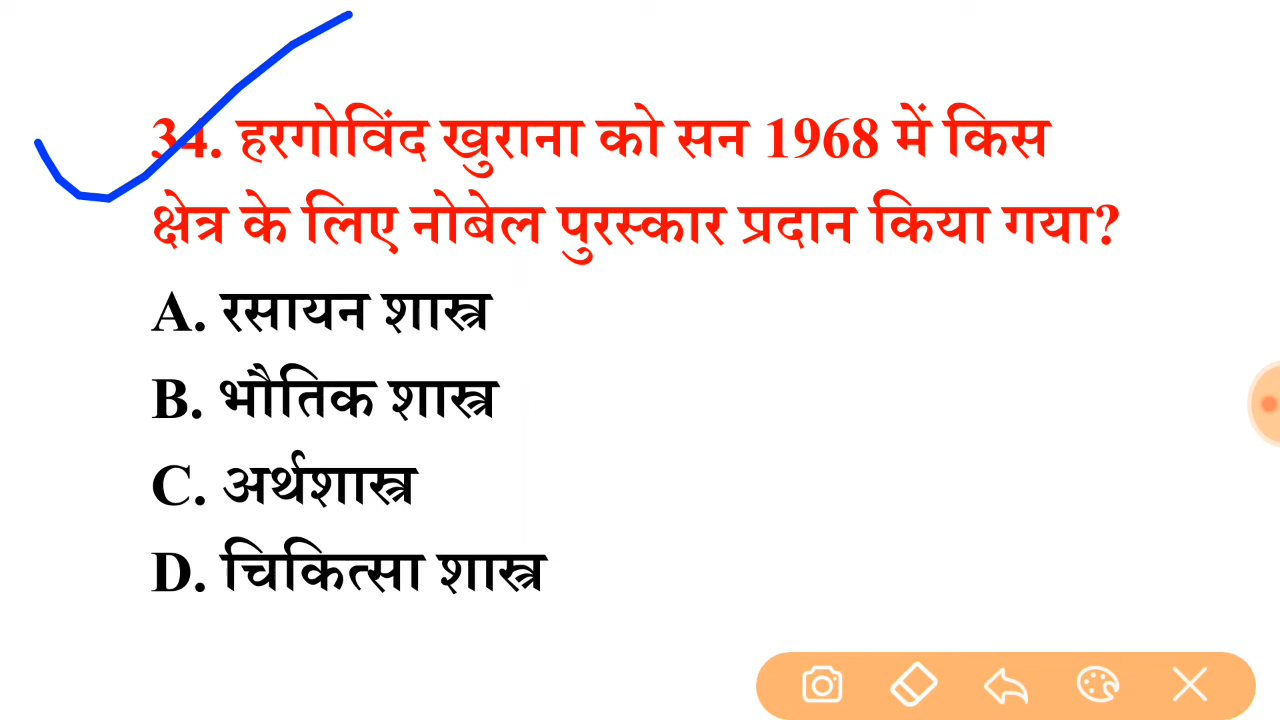 34. हरगोविंद खुराना को सन 1968 में किस
क्षेत्र के लिए नोबेल पुरस्कार प्रदान किया गया?
A. रसायन शास्त्र
B. भौतिक शास्त्र
C. अर्थशास्त्र
D. चिकित्सा शास्त्र